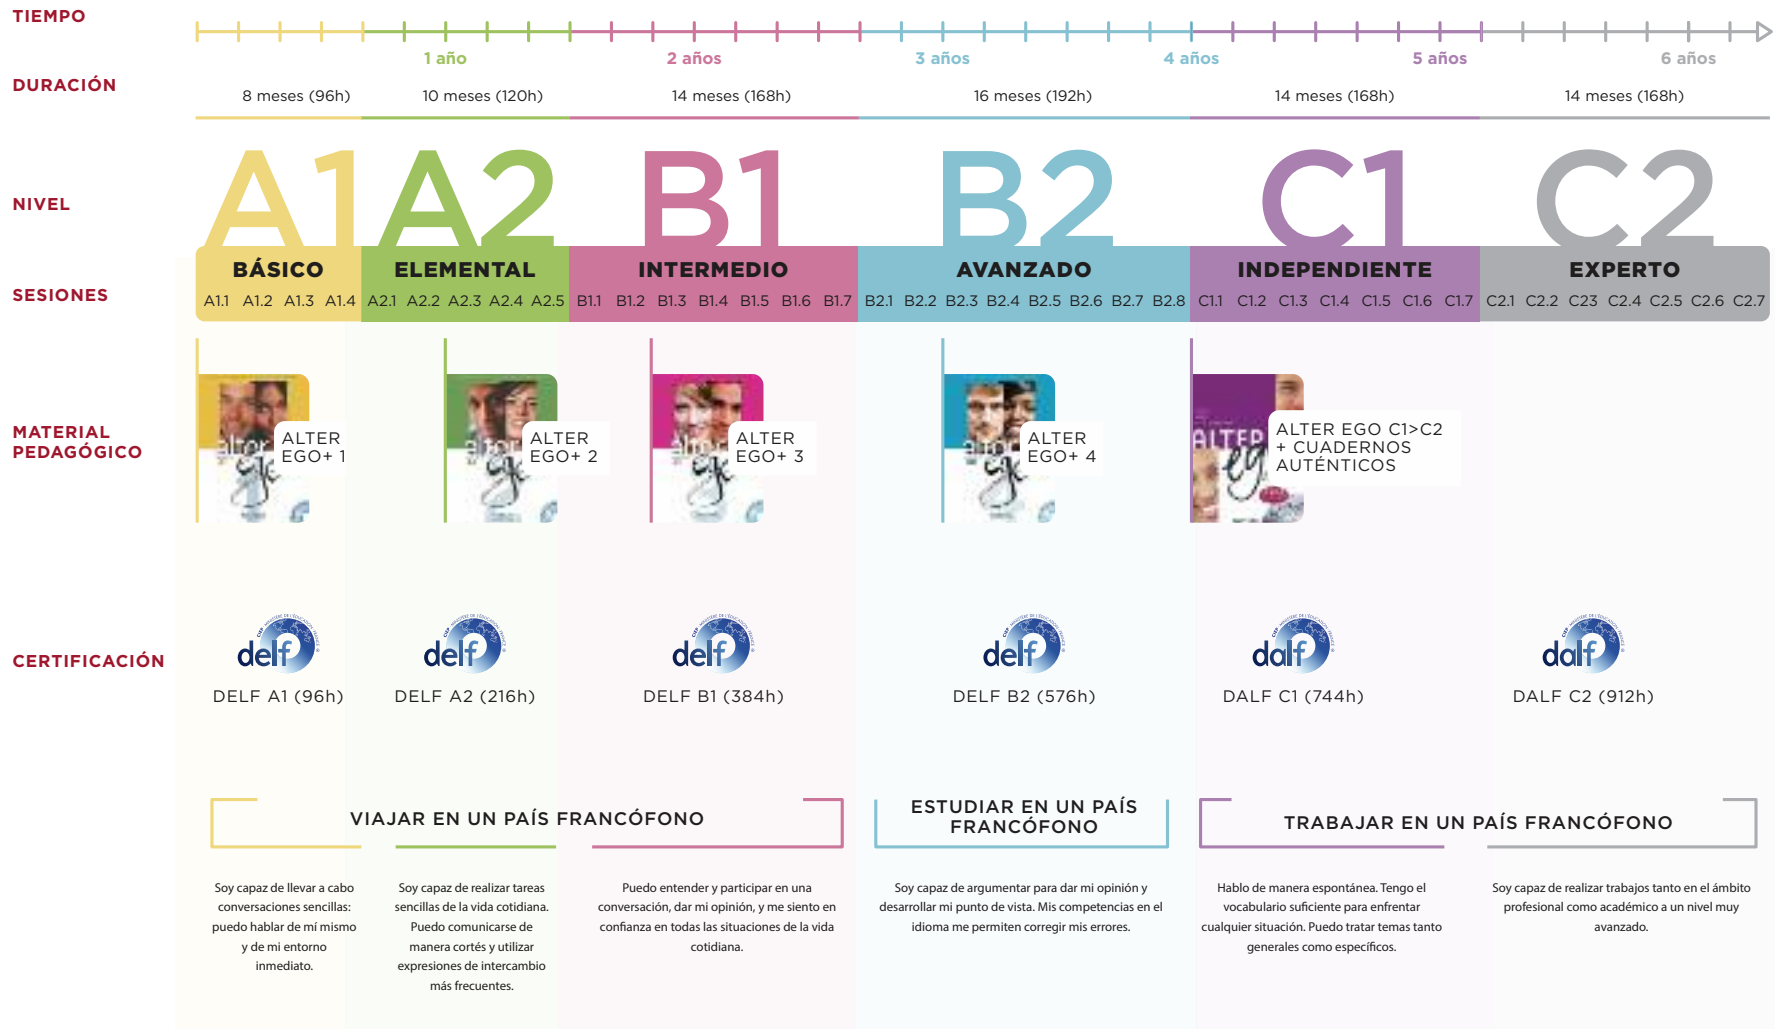 TIEMPO
1 año
2 años
3 años
4 años
5 años
6 años
DURACIÓN
8 meses (96h)
10 meses (120h)
14 meses (168h)
16 meses (192h)
14 meses (168h)
14 meses (168h)
NIVEL
A1
A2
B1
B2
C1
C2
BÁSICO
ELEMENTAL
INTERMEDIO
AVANZADO
INDEPENDIENTE
EXPERTO
SESIONES
A1.1 A1.2 A1.3 A1.4
A2.1 A2.2 A2.3 A2.4 A2.5
B1.1 B1.2 B1.3 B1.4 B1.5 B1.6 B1.7
B2.1 B2.2 B2.3 B2.4 B2.5 B2.6 B2.7 B2.8
C1.1 C1.2 C1.3 C1.4 C1.5 C1.6 C1.7
C2.1 C2.2 C23 C2.4 C2.5 C2.6 C2.7
MATERIAL
PEDAGÓGICO
ALTER
EGO+ 1
ALTER
EGO+ 2
ALTER
EGO+ 3
ALTER
EGO+ 4
ALTER
ego
ALTER EGO C1>C2
+ CUADERNOS
AUTÉNTICOS
CERTIFICACIÓN
delf
DELF A1 (96h)
delf
DELF A2 (216h)
delf
DELF B1 (384h)
delf
DELF B2 (576h)
dalf
DALF C1 (744h)
dalf
DALF C2 (912h)
VIAJAR EN UN PAÍS FRANCÓFONO
ESTUDIAR EN UN PAÍS
FRANCÓFONO
TRABAJAR EN UN PAÍS FRANCÓFONO
Soy capaz de llevar a cabo
conversaciones sencillas:
puedo hablar de mí mismo
y de mi entorno
inmediato.
Soy capaz de realizar tareas
sencillas de la vida cotidiana.
Puedo comunicarse de
manera cortés y utilizar
expresiones de intercambio
más frecuentes.
Puedo entender y participar en una
conversación, dar mi opinión, y me siento en
confianza en todas las situaciones de la vida
cotidiana.
Soy capaz de argumentar para dar mi opinión y
desarrollar mi punto de vista. Mis competencias en el
idioma me permiten corregir mis errores.
Hablo de manera espontánea. Tengo el
vocabulario suficiente para enfrentar
cualquier situación. Puedo tratar temas tanto
generales como específicos.
Soy capaz de realizar trabajos tanto en el ámbito
profesional como académico a un nivel muy
avanzado.